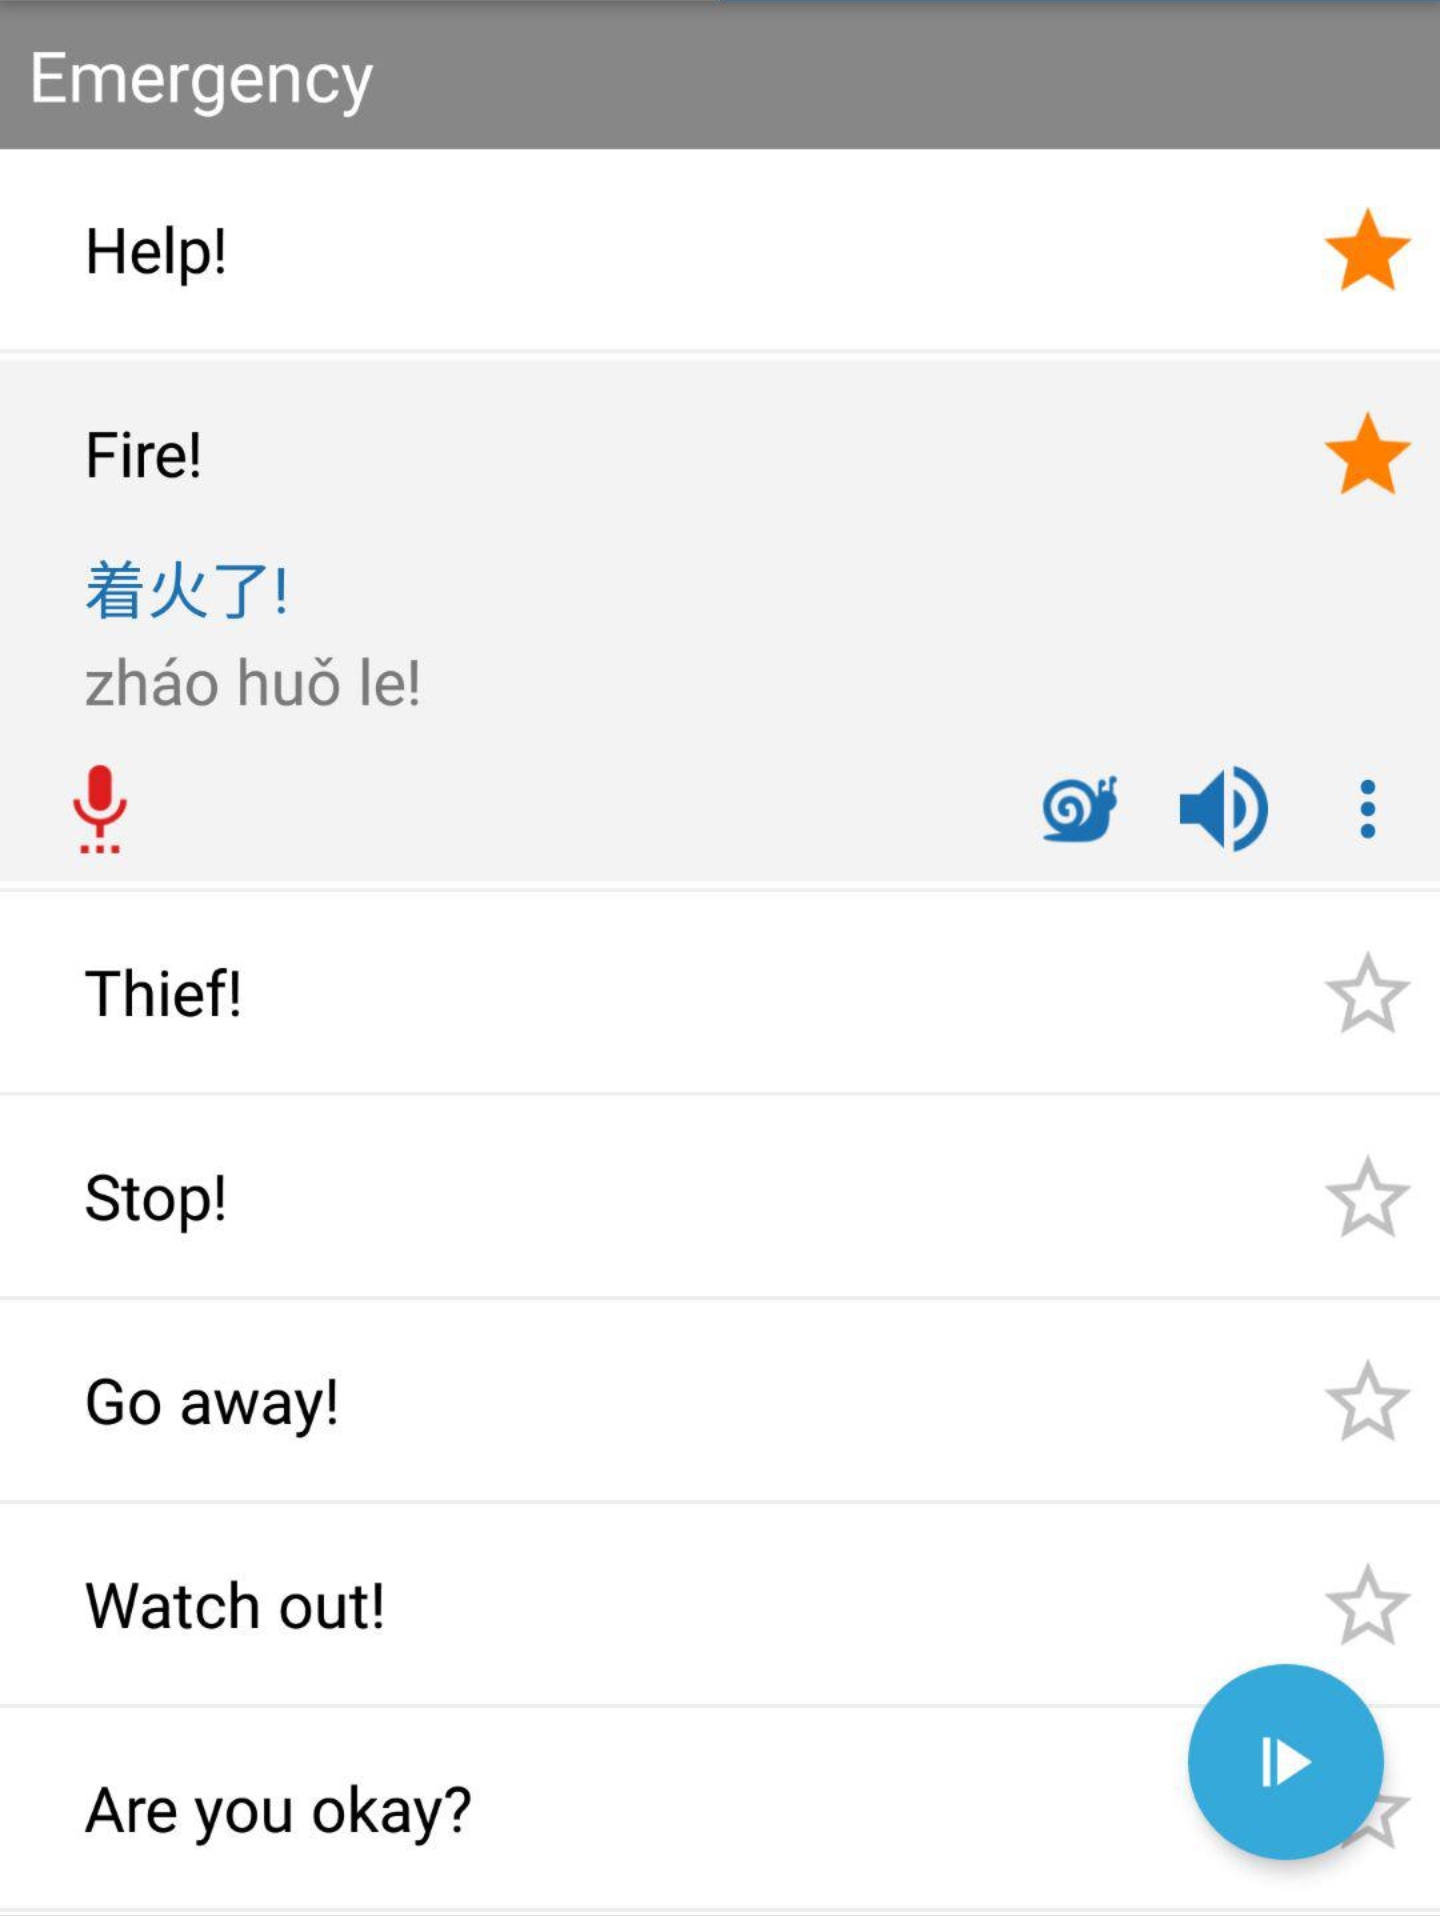 Emergency
Help!
Fire!
着火了!
zháo huǒ le!
Thief!
Stop!
Go away!
Watch out!
Are you okay?